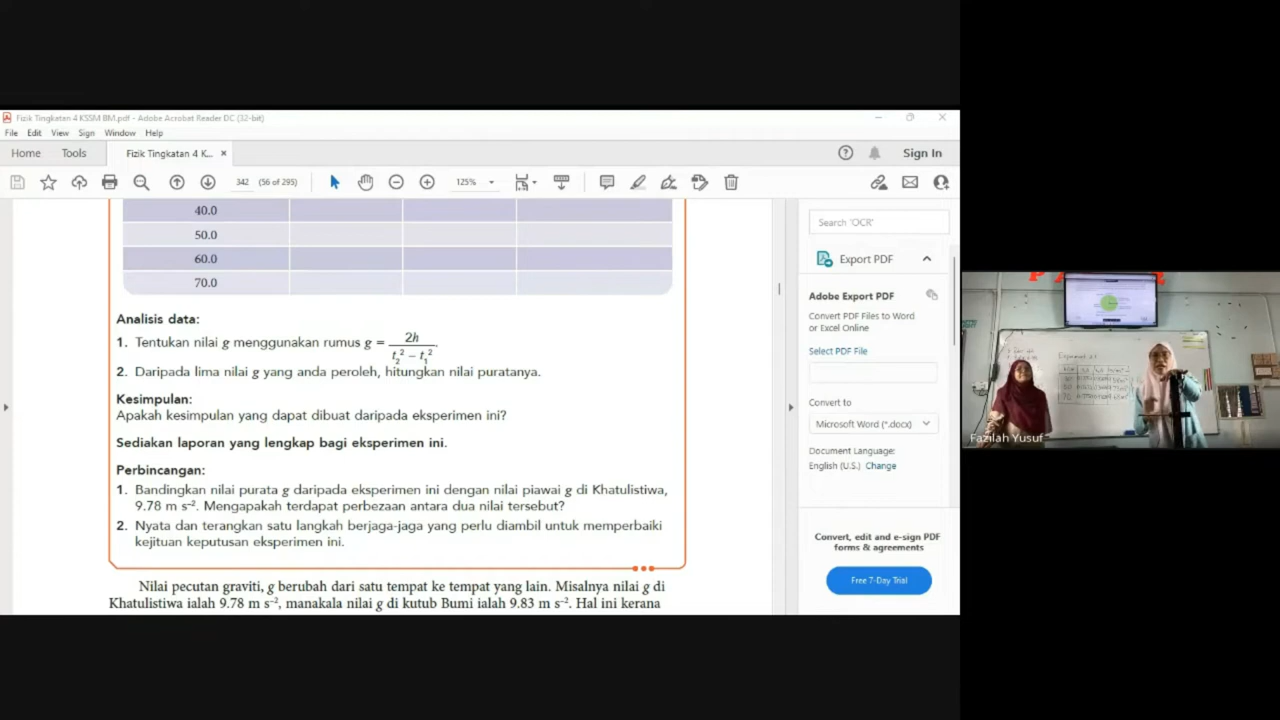 Fizik Tingkatan 4 KSSM BM.pdf - Adobe Acrobat Reader DC (32-bit)
File Edit View Sign Window Help
Home Tools Fizik Tingkatan 4 K... × Sign In
342 (56 of 295) 125%
40.0
50.0
60.0
70.0
Analisis data:
1. Tentukan nilai g menggunakan rumus g = 2h / (t₂² – t₁²).
2. Daripada lima nilai g yang anda peroleh, hitungkan nilai puratanya.
Kesimpulan:
Apakah kesimpulan yang dapat dibuat daripada eksperimen ini?
Sediakan laporan yang lengkap bagi eksperimen ini.
Perbincangan:
1. Bandingkan nilai purata g daripada eksperimen ini dengan nilai piawai g di Khatulistiwa,
9.78 m s⁻². Mengapakah terdapat perbezaan antara dua nilai tersebut?
2. Nyata dan terangkan satu langkah berjaga-jaga yang perlu diambil untuk memperbaiki
kejituan keputusan eksperimen ini.
Nilai pecutan graviti, g berubah dari satu tempat ke tempat yang lain. Misalnya nilai g di
Khatulistiwa ialah 9.78 m s⁻², manakala nilai g di kutub Bumi ialah 9.83 m s⁻². Hal ini kerana
Search 'OCR'
Export PDF
Adobe Export PDF
Convert PDF Files to Word
or Excel Online
Select PDF File
Convert to
Microsoft Word (*.docx)
Document Language:
English (U.S.) Change
Convert, edit and e-sign PDF
forms & agreements
Free 7-Day Trial
Fazilah Yusuf